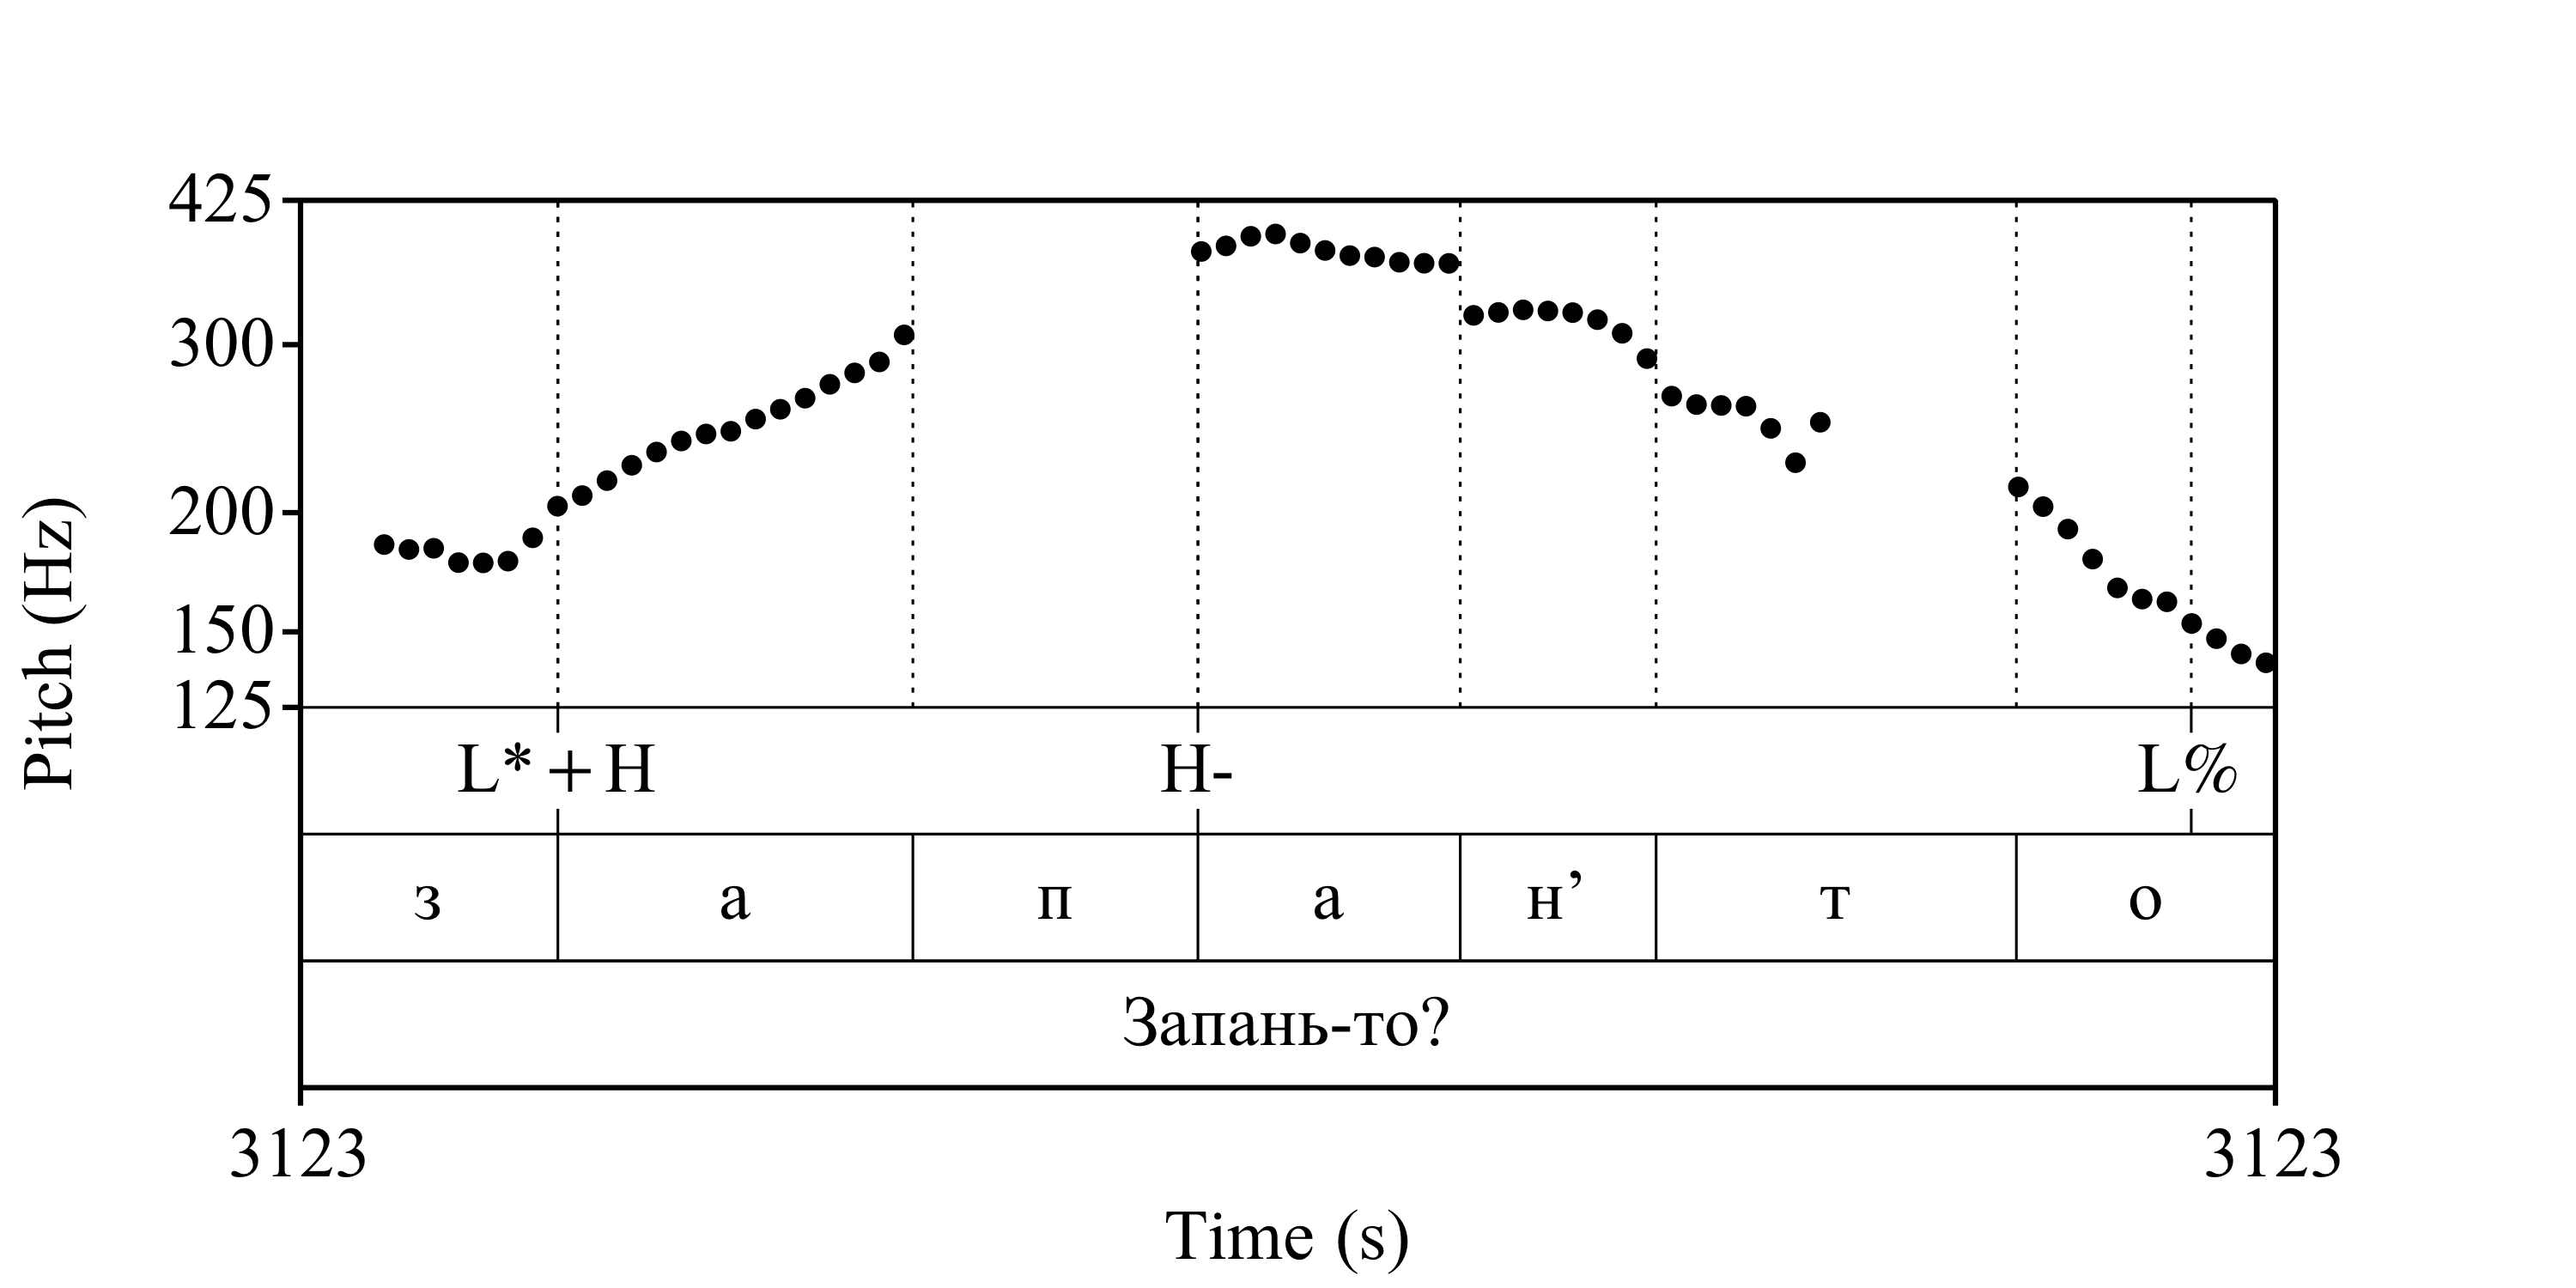 425
300
200
150
125
Pitch (Hz)
L*+H H- L%
з а п а н’ т о
Запань-то?
3123 3123
Time (s)